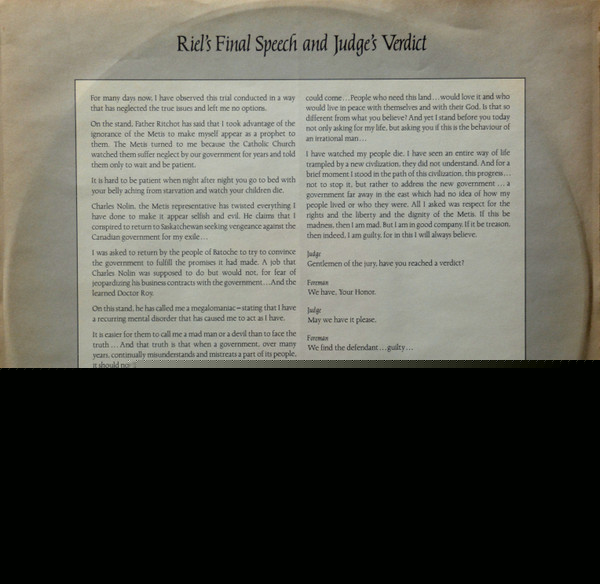 Riel's Final Speech and Judge's Verdict
For many days now, I have observed this trial conducted in a way
that has neglected the true issues and left me no options.
On the stand, Father Ritchot has said that I took advantage of the
ignorance of the Metis to make myself appear as a prophet to
them. The Metis turned to me because the Catholic Church
watched them suffer neglect by our government for years and told
them only to wait and be patient.
It is hard to be patient when night after night you go to bed with
your belly aching from starvation and watch your children die.
Charles Nolin, the Metis representative has twisted everything I
have done to make it appear selfish and evil. He claims that I
conspired to return to Saskatchewan seeking vengeance against the
Canadian government for my exile...
I was asked to return by the people of Batoche to try to convince
the government to fulfill the promises it had made. A job that
Charles Nolin was supposed to do but would not, for fear of
jeopardizing his business contracts with the government...And the
learned Doctor Roy.
On this stand, he has called me a megalomaniac—stating that I have
a recurring mental disorder that has caused me to act as I have.
It is easier for them to call me a mad man or a devil than to face the
truth... And that truth is that when a government, over many
years, continually misunderstands and mistreats a part of its people,
it should not
could come...People who need this land...would love it and who
would live in peace with themselves and with their God. Is that so
different from what you believe? And yet I stand before you today
not only asking for my life, but asking you if this is the behaviour of
an irrational man...
I have watched my people die. I have seen an entire way of life
trampled by a new civilization, they did not understand. And for a
brief moment I stood in the path of this civilization, this progress...
not to stop it, but rather to address the new government ... a
government far away in the east which had no idea of how my
people lived or who they were. All I asked was respect for the
rights and the liberty and the dignity of the Metis. If this be
madness, then I am mad. But I am in good company. If it be treason,
then indeed, I am guilty, for in this I will always believe.
Judge
Gentlemen of the jury, have you reached a verdict?
Foreman
We have, Your Honor.
Judge
May we have it please.
Foreman
We find the defendant...guilty...